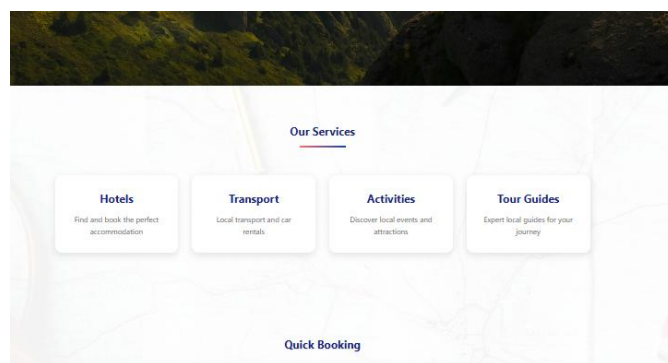 Our Services
Hotels
Find and book the perfect
accommodation
Transport
Local transport and car
rentals
Activities
Discover local events and
attractions
Tour Guides
Expert local guides for your
journey
Quick Booking